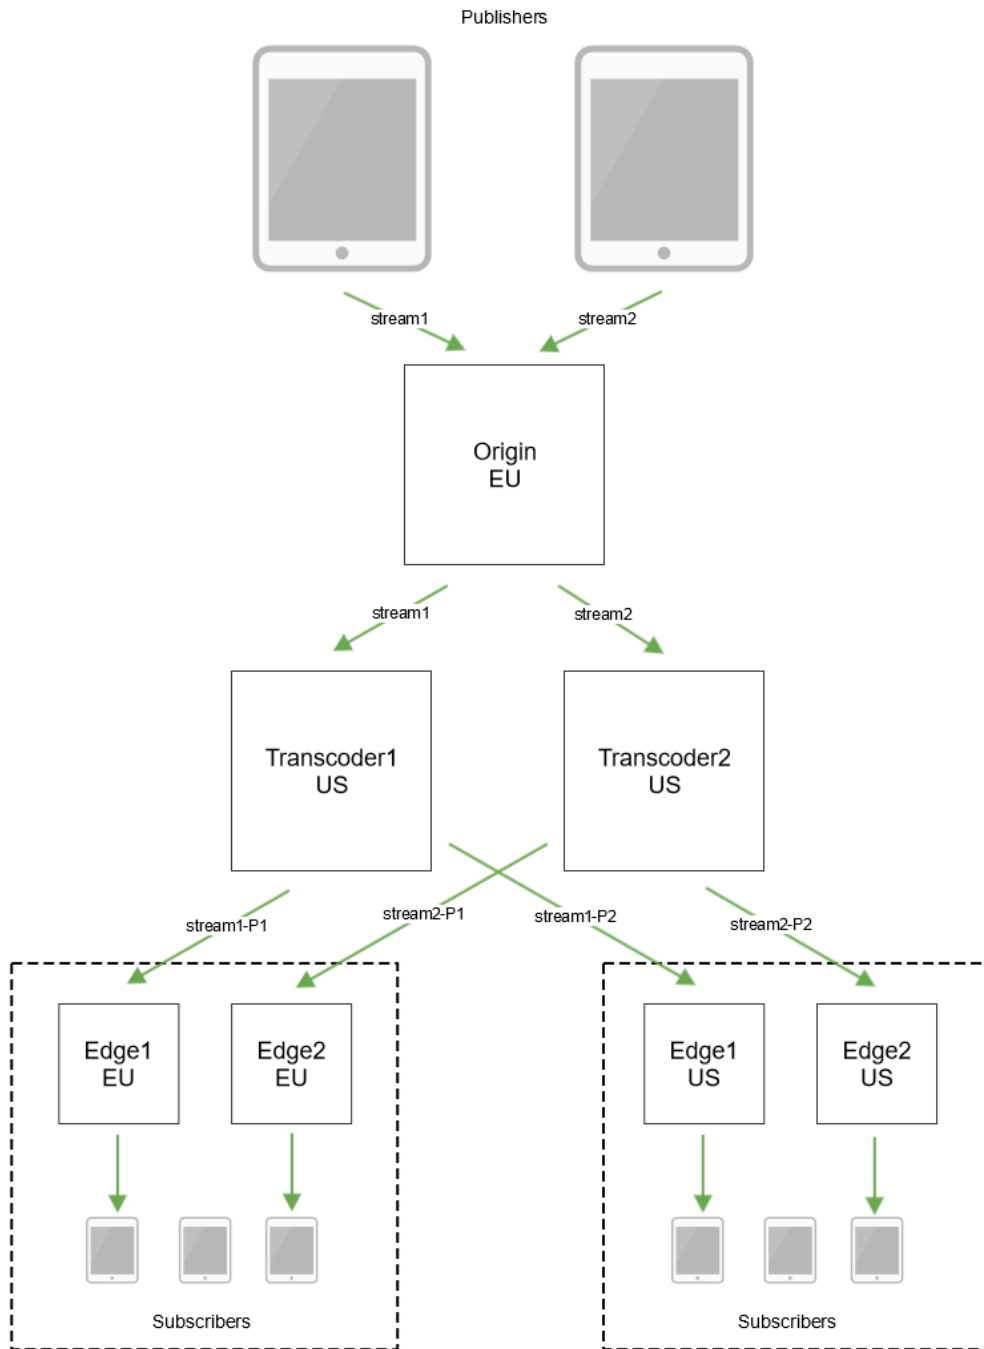 Publishers
stream1
stream2
Origin
EU
stream1
stream2
Transcoder1
US
Transcoder2
US
stream1-P1
stream2-P1
stream1-P2
stream2-P2
Edge1
EU
Edge2
EU
Edge1
US
Edge2
US
Subscribers
Subscribers